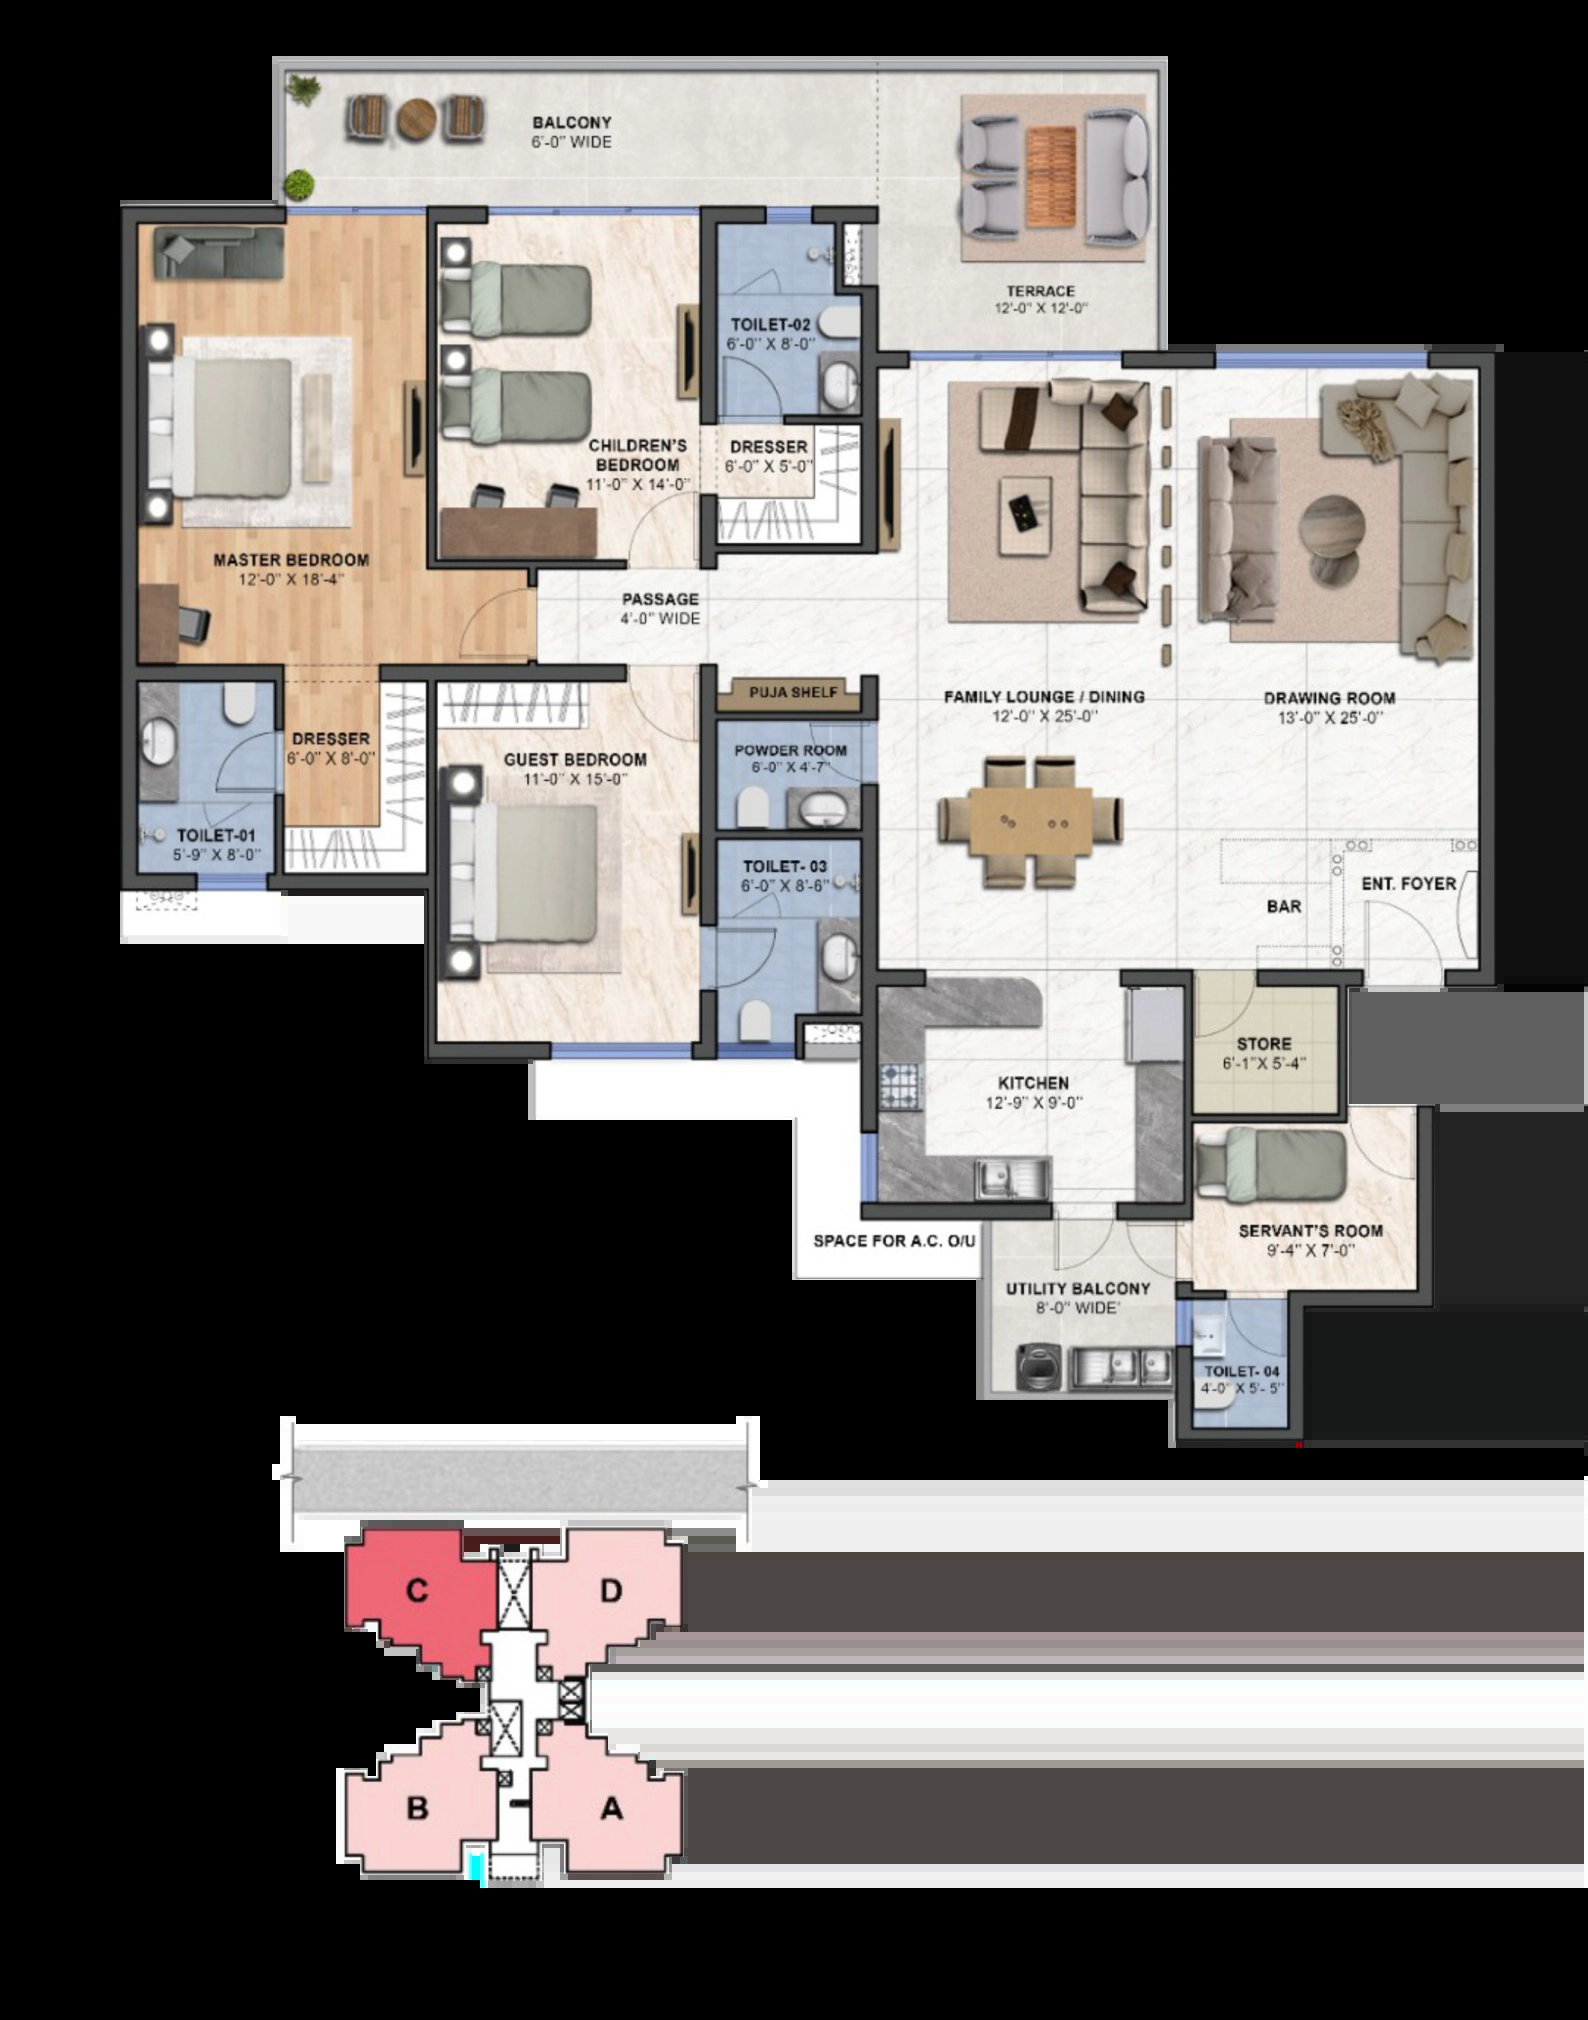 BALCONY
6'-0" WIDE
TERRACE
12'-0" X 12'-0"
TOILET-02
6'-0" X 8'-0"
CHILDREN'S
BEDROOM
11'-0" X 14'-0"
DRESSER
6'-0" X 5'-0"
MASTER BEDROOM
12'-0" X 18'-4"
PASSAGE
4'-0" WIDE
PUJA SHELF
FAMILY LOUNGE / DINING
12'-0" X 25'-0"
DRAWING ROOM
13'-0" X 25'-0"
DRESSER
6'-0" X 8'-0"
GUEST BEDROOM
11'-0" X 15'-0"
POWDER ROOM
6'-0" X 4'-7"
TOILET-01
5'-9" X 8'-0"
TOILET- 03
6'-0" X 8'-6"
ENT. FOYER
BAR
STORE
6'-1"X 5'-4"
KITCHEN
12'-9" X 9'-0"
SERVANT'S ROOM
9'-4" X 7'-0"
SPACE FOR A.C. O/U
UTILITY BALCONY
8'-0" WIDE'
TOILET- 04
4'-0" X 5'- 5"
C
D
B
A